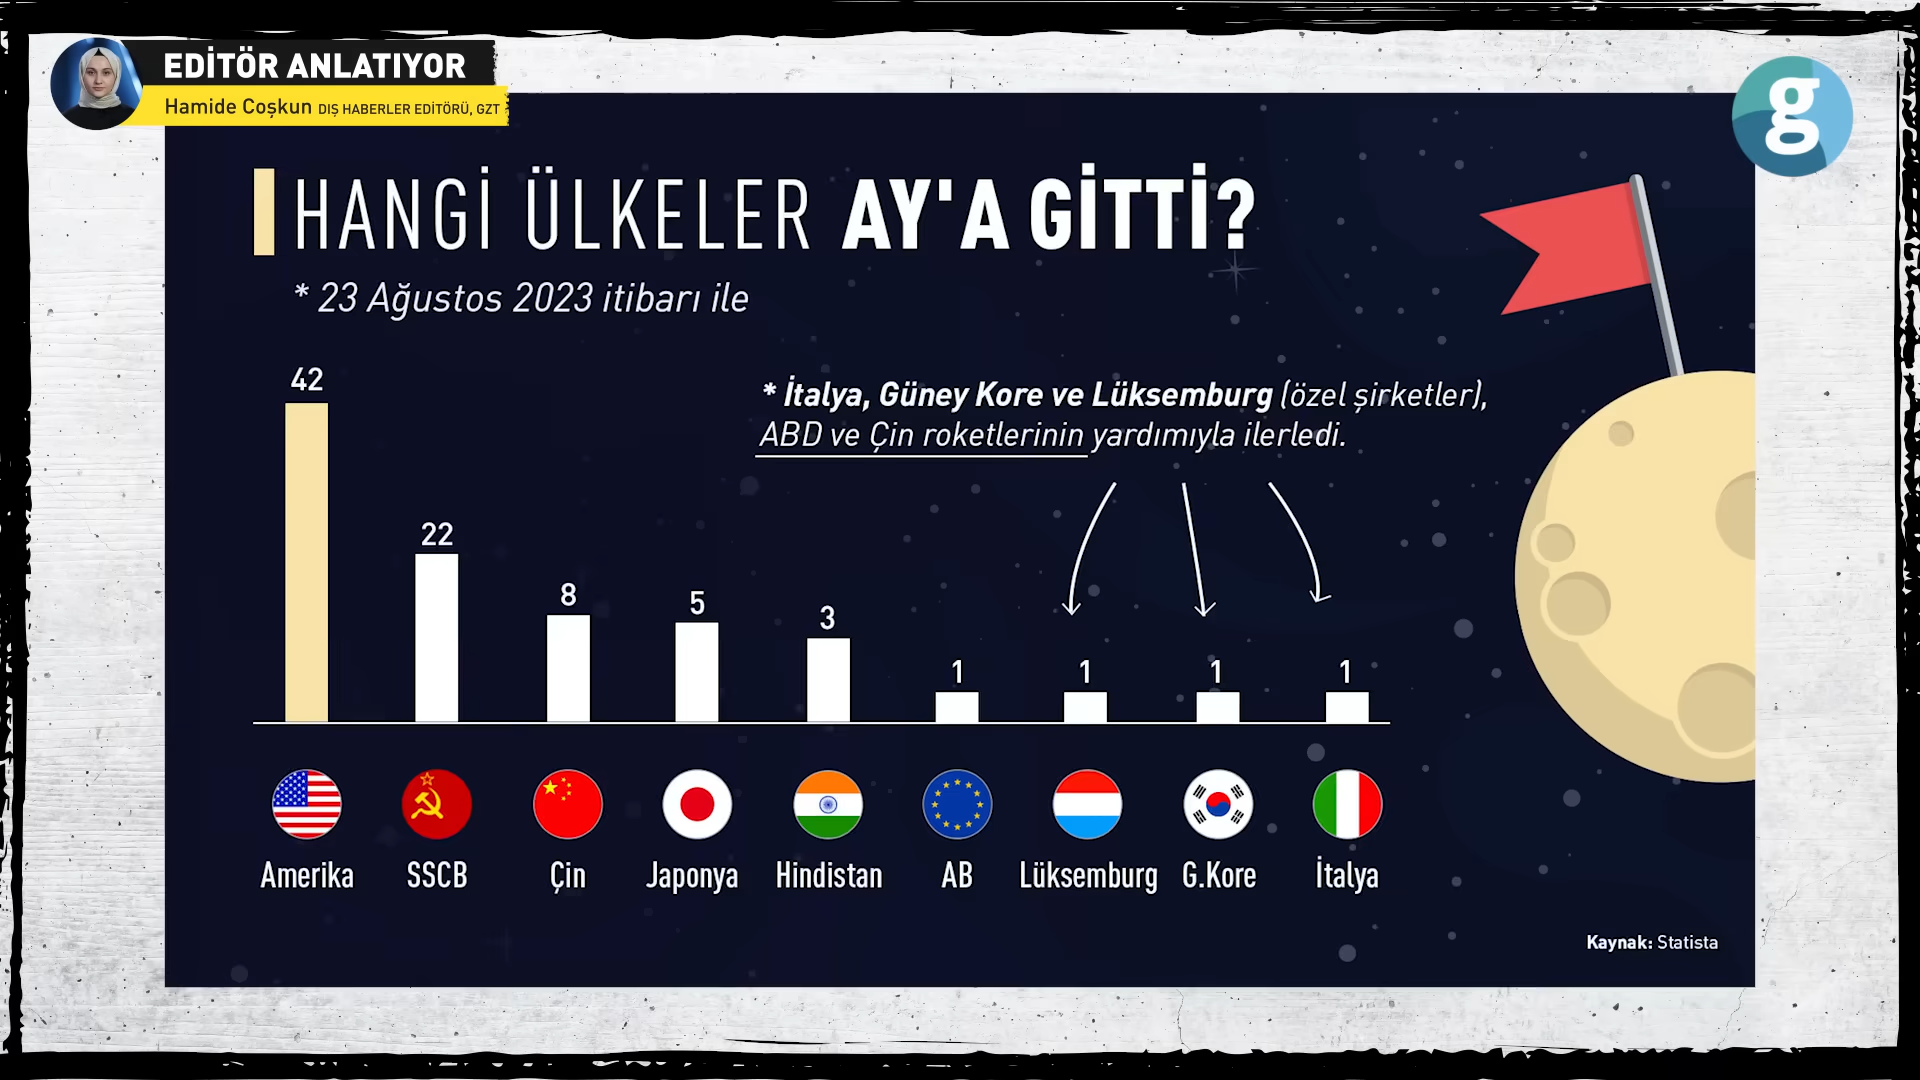 EDİTÖR ANLATIYOR
Hamide Coşkun DIŞ HABERLER EDİTÖRÜ, GZT
g
HANGİ ÜLKELER AY'A GİTTİ?
* 23 Ağustos 2023 itibarı ile
* İtalya, Güney Kore ve Lüksemburg (özel şirketler),
ABD ve Çin roketlerinin yardımıyla ilerledi.
42
22
8
5
3
1
1
1
1
Amerika
SSCB
Çin
Japonya
Hindistan
AB
Lüksemburg
G.Kore
İtalya
Kaynak: Statista